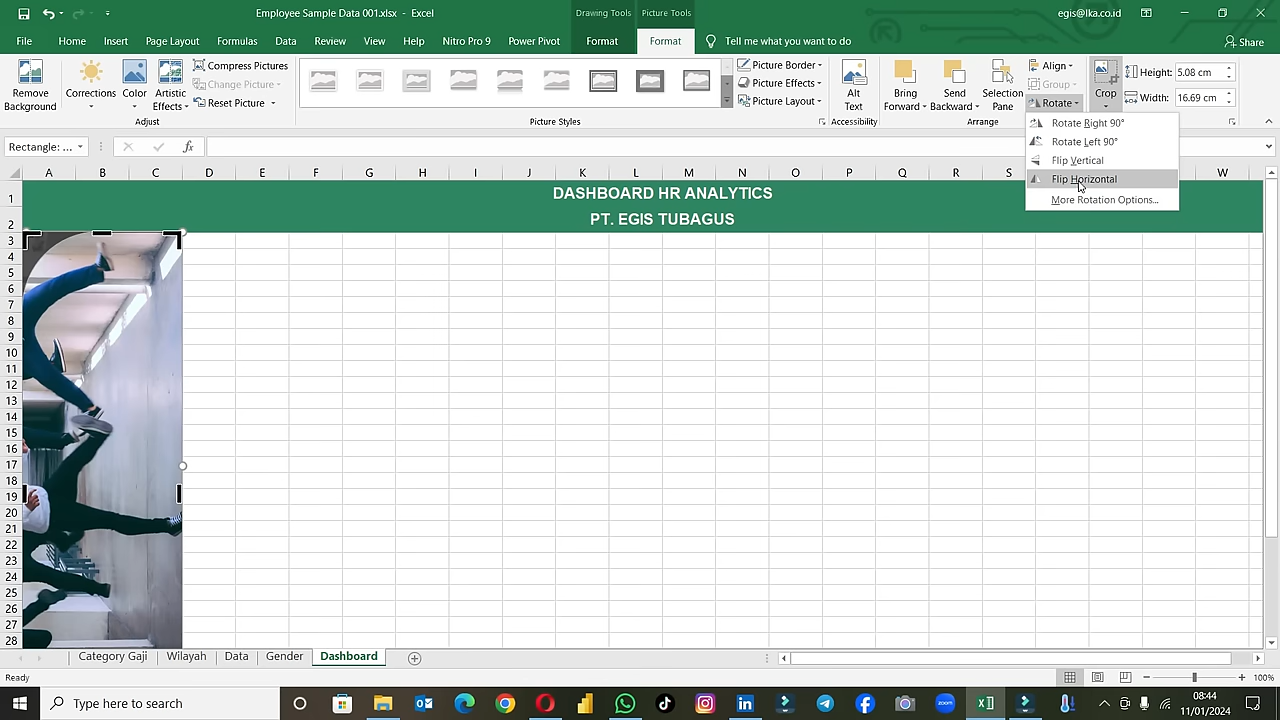 Employee Sample Data 001.xlsx - Excel
Drawing Tools
Picture Tools
egis@lka.co.id
File
Home
Insert
Page Layout
Formulas
Data
Review
View
Help
Nitro Pro 9
Power Pivot
Format
Format
Tell me what you want to do
Share
Remove Background
Corrections
Color
Artistic Effects
Compress Pictures
Change Picture
Reset Picture
Adjust
Picture Styles
Picture Border
Picture Effects
Picture Layout
Alt Text
Accessibility
Bring Forward
Send Backward
Selection Pane
Align
Group
Rotate
Arrange
Crop
Height: 5.08 cm
Width: 16.69 cm
Rotate Right 90°
Rotate Left 90°
Flip Vertical
Flip Horizontal
More Rotation Options...
Rectangle: ...
fx
A B C D E F G H I J K L M N O P Q R S W
1 DASHBOARD HR ANALYTICS
2 PT. EGIS TUBAGUS
3
4
5
6
7
8
9
10
11
12
13
14
15
16
17
18
19
20
21
22
23
24
25
26
27
28
Category Gaji
Wilayah
Data
Gender
Dashboard
Ready
100%
Type here to search
zoom
08:44
11/01/2024